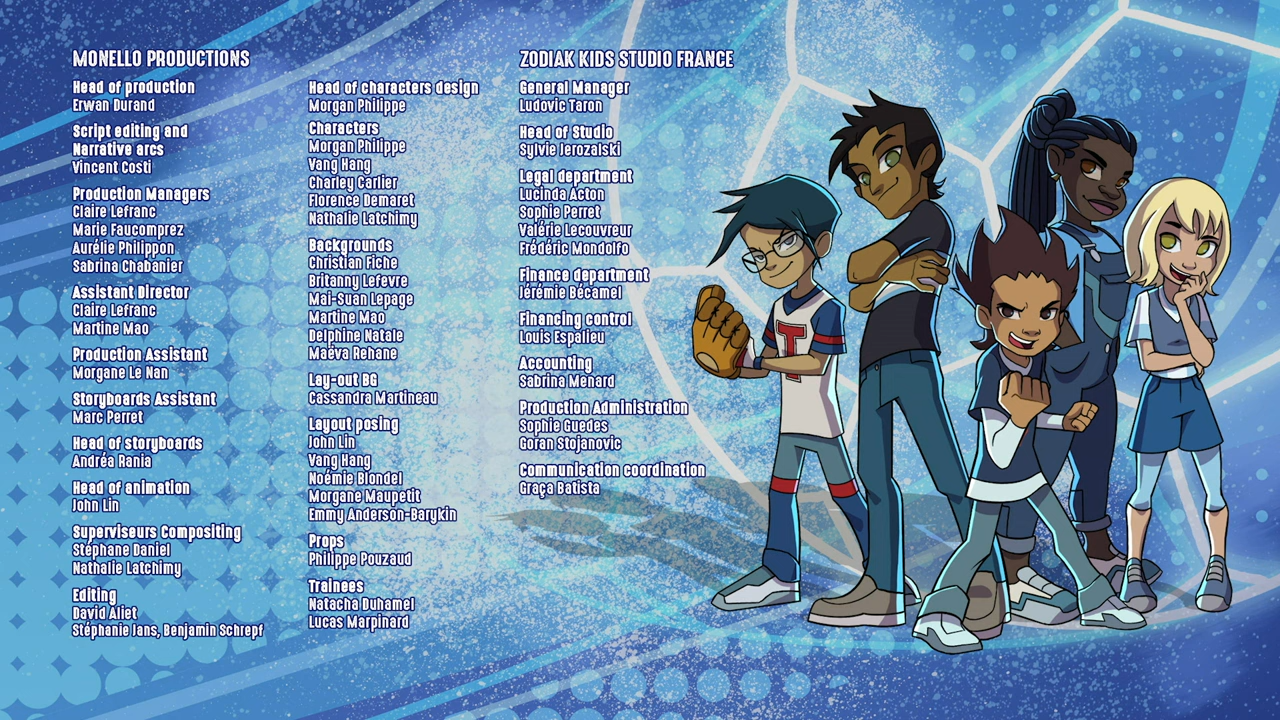 MONELLO PRODUCTIONS
Head of production
Erwan Durand
Script editing and
Narrative arcs
Vincent Costi
Production Managers
Claire Lefranc
Marie Faucomprez
Aurélie Philippon
Sabrina Chabanier
Assistant Director
Claire Lefranc
Martine Mao
Production Assistant
Morgane Le Nan
Storyboards Assistant
Marc Perret
Head of storyboards
Andréa Rania
Head of animation
John Lin
Superviseurs Compositing
Stéphane Daniel
Nathalie Latchimy
Editing
David Aliet
Stéphanie Ians, Benjamin Schrepf
Head of characters design
Morgan Philippe
Characters
Morgan Philippe
Vang Hang
Charley Carlier
Florence Demaret
Nathalie Latchimy
Backgrounds
Christian Fiche
Britanny Lefevre
Mai-Suan Lepage
Martine Mao
Delphine Natale
Maéva Rehane
Lay-out BG
Cassandra Martineau
Layout posing
John Lin
Vang Hang
Noémie Blondel
Morgane Maupetit
Emmy Anderson-Barykin
Props
Philippe Pouzaud
Trainees
Natacha Duhamel
Lucas Marpinard
ZODIAK KIDS STUDIO FRANCE
General Manager
Ludovic Taron
Head of Studio
Sylvie Jerozalski
Legal department
Lucinda Acton
Sophie Perret
Valérie Lecouvreur
Frédéric Mondolfo
Finance department
Jérémie Bécamel
Financing control
Louis Espalieu
Accounting
Sabrina Menard
Production Administration
Sophie Guedes
Goran Stojanovic
Communication coordination
Graça Batista
T